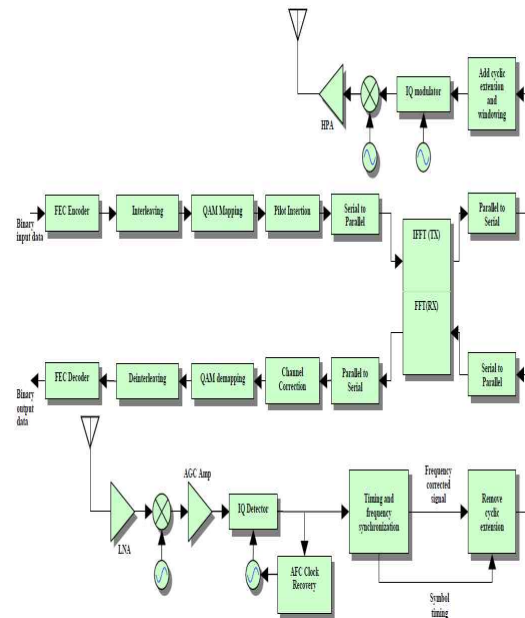 HPA
IQ modulator
Add cyclic
extension
and
windowing
Binary
input data
FEC Encoder
Interleaving
QAM Mapping
Pilot Insertion
Serial to
Parallel
IFFT (TX)
FFT(RX)
Parallel to
Serial
Binary
output
data
FEC Decoder
Deinterleaving
QAM demapping
Channel
Correction
Parallel to
Serial
Serial to
Parallel
LNA
AGC Amp
IQ Detector
AFC Clock
Recovery
Timing and
frequency
synchronization
Frequency
corrected
signal
Symbol
timing
Remove
cyclic
extension